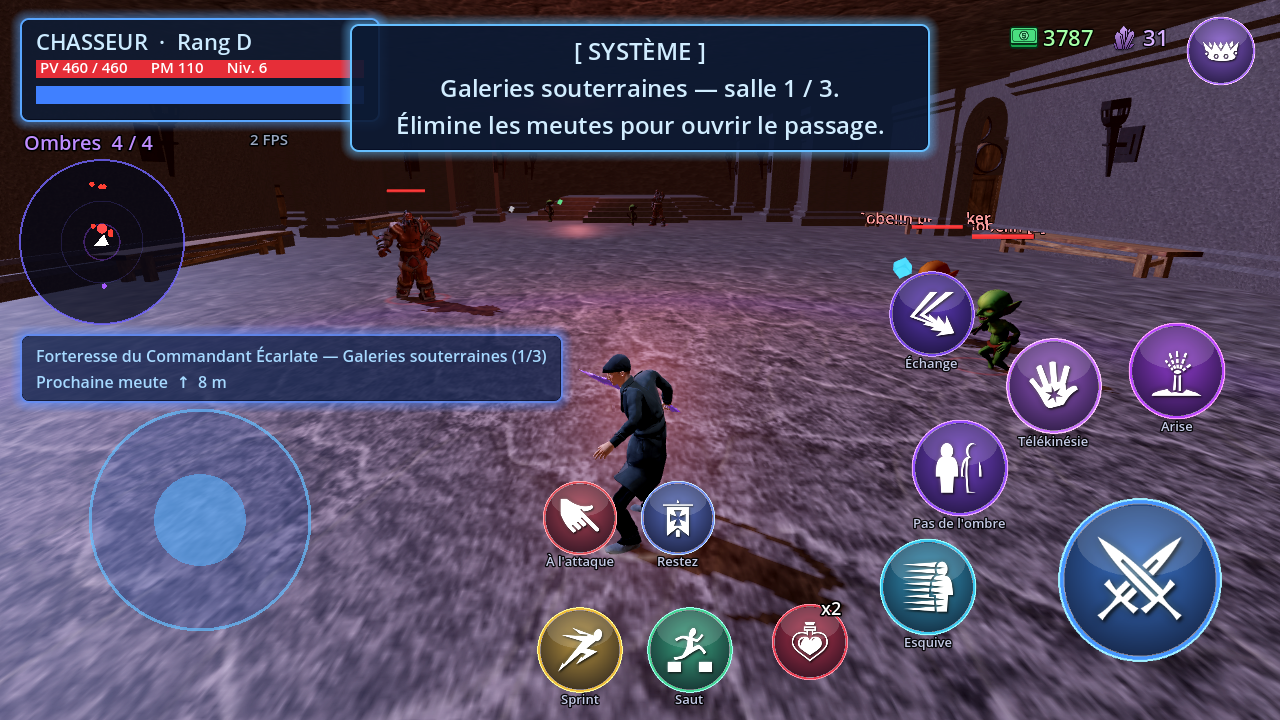 CHASSEUR · Rang D
PV 460 / 460 PM 110 Niv. 6
[ SYSTÈME ]
Galeries souterraines — salle 1 / 3.
Élimine les meutes pour ouvrir le passage.
3787
31
Ombres 4 / 4
2 FPS
ker
Forteresse du Commandant Écarlate — Galeries souterraines (1/3)
Prochaine meute ↑ 8 m
Échange
Télékinésie
Arise
Pas de l'ombre
À l'attaque
Restez
x2
Esquive
Sprint
Saut